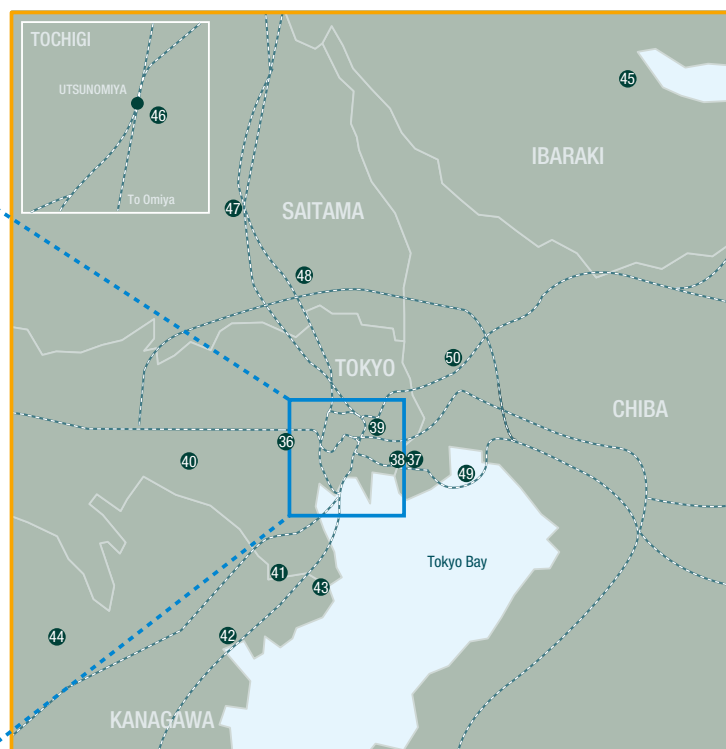 TOCHIGI
UTSUNOMIYA
46
To Omiya
45
IBARAKI
47
SAITAMA
48
50
TOKYO
CHIBA
39
36
40
38
37
49
Tokyo Bay
41
43
42
44
KANAGAWA